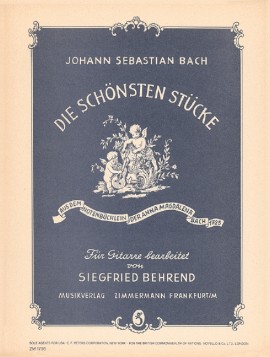 JOHANN SEBASTIAN BACH
DIE SCHÖNSTEN STÜCKE
AUS DEM NOTENBÜCHLEIN DER ANNA MAGDALENA BACH, 1725
Für Gitarre bearbeitet
von
SIEGFRIED BEHREND
MUSIKVERLAG ZIMMERMANN FRANKFURT/M